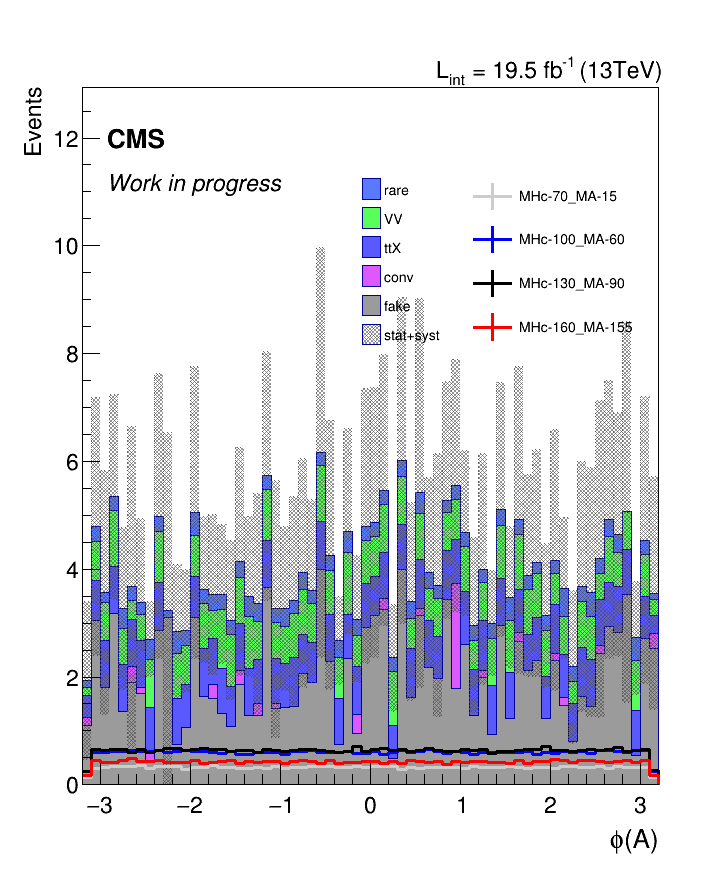 L_int = 19.5 fb^-1 (13TeV)
Events
12
10
8
6
4
2
0
CMS
Work in progress
rare
VV
ttX
conv
fake
stat+syst
MHc-70_MA-15
MHc-100_MA-60
MHc-130_MA-90
MHc-160_MA-155
−3 −2 −1 0 1 2 3
ϕ(A)